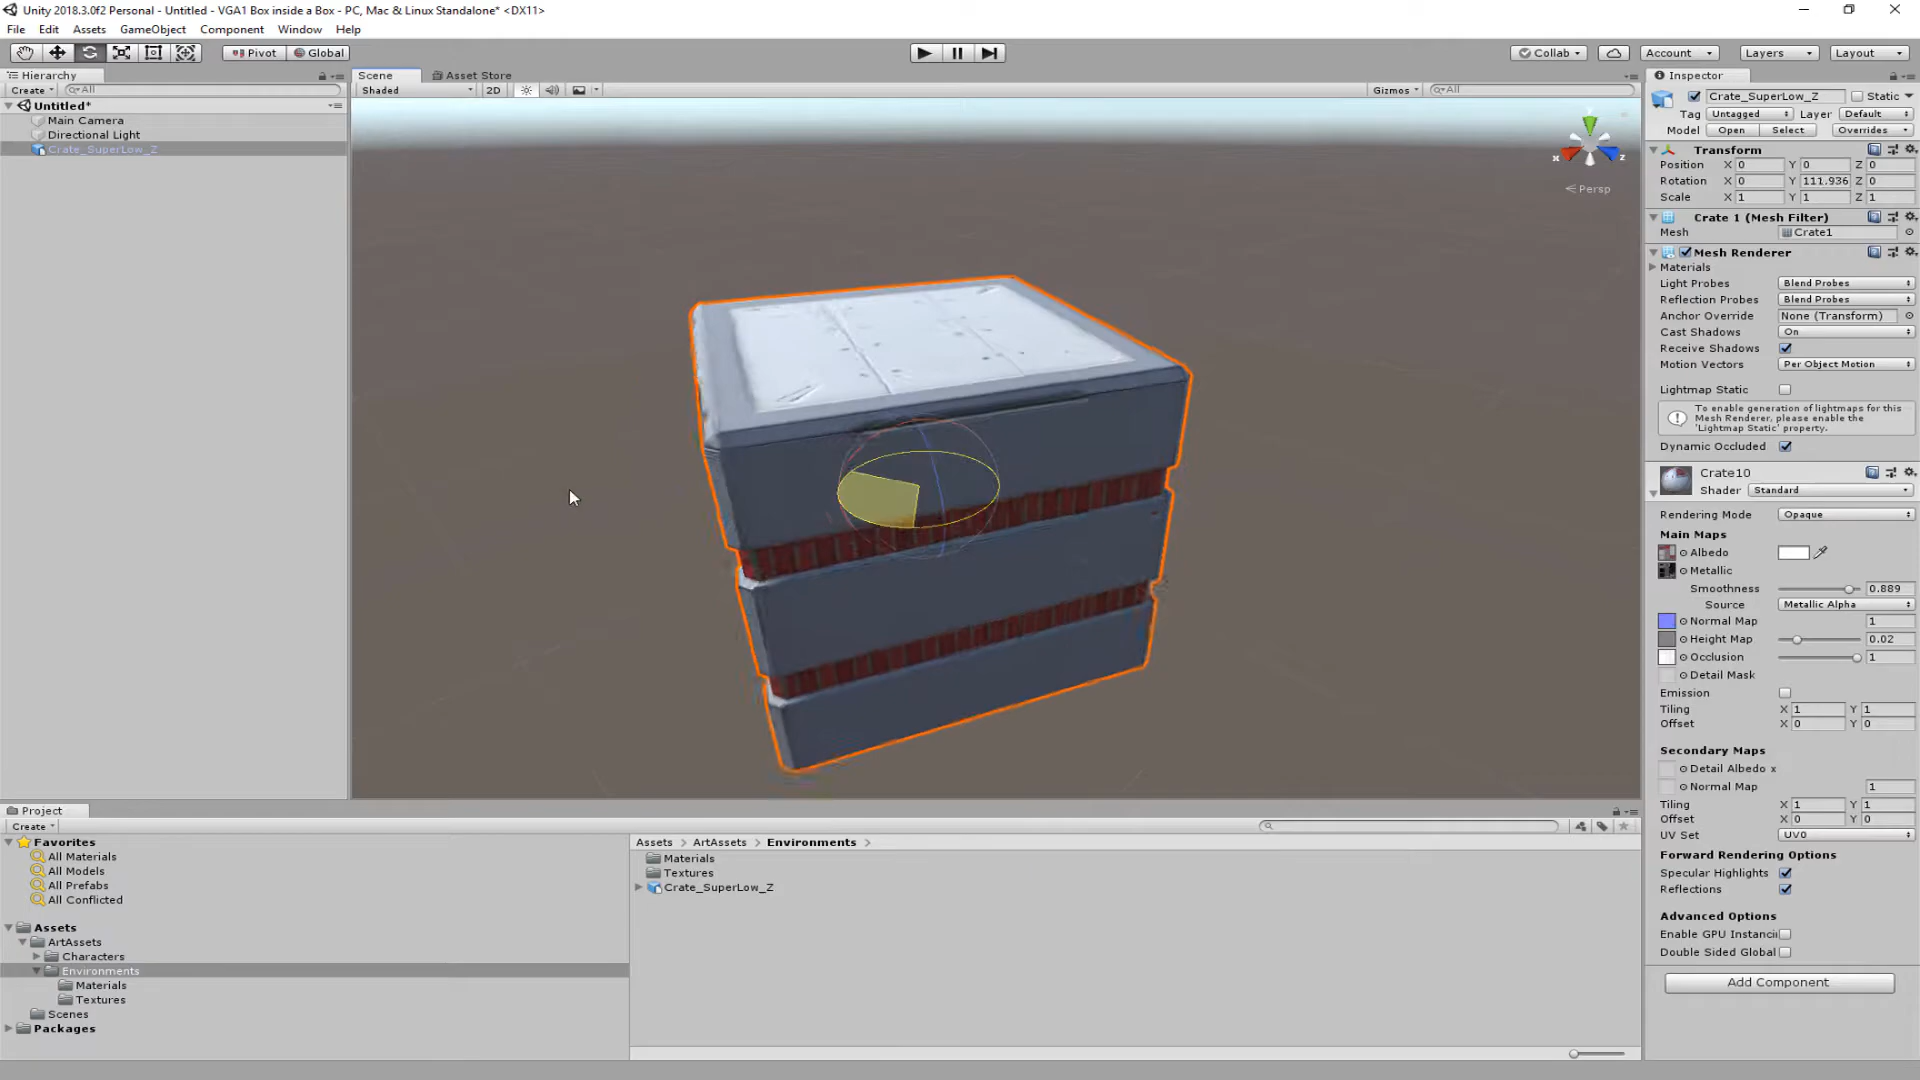 Unity 2018.3.0f2 Personal - Untitled - VGA1 Box inside a Box - PC, Mac & Linux Standalone* <DX11>
File Edit Assets GameObject Component Window Help
Pivot Global Collab Account Layers Layout
Hierarchy
Create All
Untitled*
Main Camera
Directional Light
Crate_SuperLow_Z
Scene Asset Store
Shaded 2D Gizmos All
x z
Persp
Inspector
Crate_SuperLow_Z Static
Tag Untagged Layer Default
Model Open Select Overrides
Transform
Position X 0 Y 0 Z 0
Rotation X 0 Y 111.936 Z 0
Scale X 1 Y 1 Z 1
Crate 1 (Mesh Filter)
Mesh Crate1
Mesh Renderer
Materials
Light Probes Blend Probes
Reflection Probes Blend Probes
Anchor Override None (Transform)
Cast Shadows On
Receive Shadows
Motion Vectors Per Object Motion
Lightmap Static
To enable generation of lightmaps for this
Mesh Renderer, please enable the
'Lightmap Static' property.
Dynamic Occluded
Crate10
Shader Standard
Rendering Mode Opaque
Main Maps
Albedo
Metallic
Smoothness 0.889
Source Metallic Alpha
Normal Map 1
Height Map 0.02
Occlusion 1
Detail Mask
Emission
Tiling X 1 Y 1
Offset X 0 Y 0
Secondary Maps
Detail Albedo x
Normal Map 1
Tiling X 1 Y 1
Offset X 0 Y 0
UV Set UV0
Forward Rendering Options
Specular Highlights
Reflections
Advanced Options
Enable GPU Instanci
Double Sided Global
Add Component
Project
Create
Favorites
All Materials
All Models
All Prefabs
All Conflicted
Assets
ArtAssets
Characters
Environments
Materials
Textures
Scenes
Packages
Assets ArtAssets Environments
Materials
Textures
Crate_SuperLow_Z